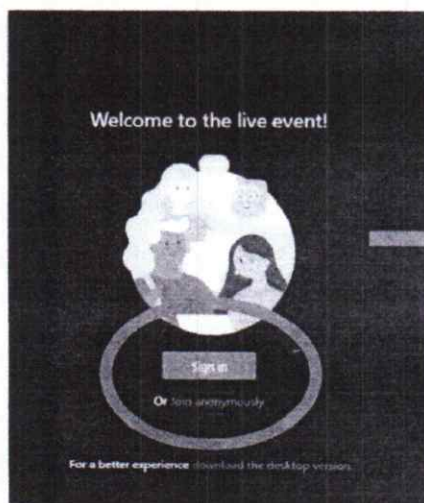 Welcome to the live event!
Sign in
Or Join anonymously
For a better experience download the desktop version.